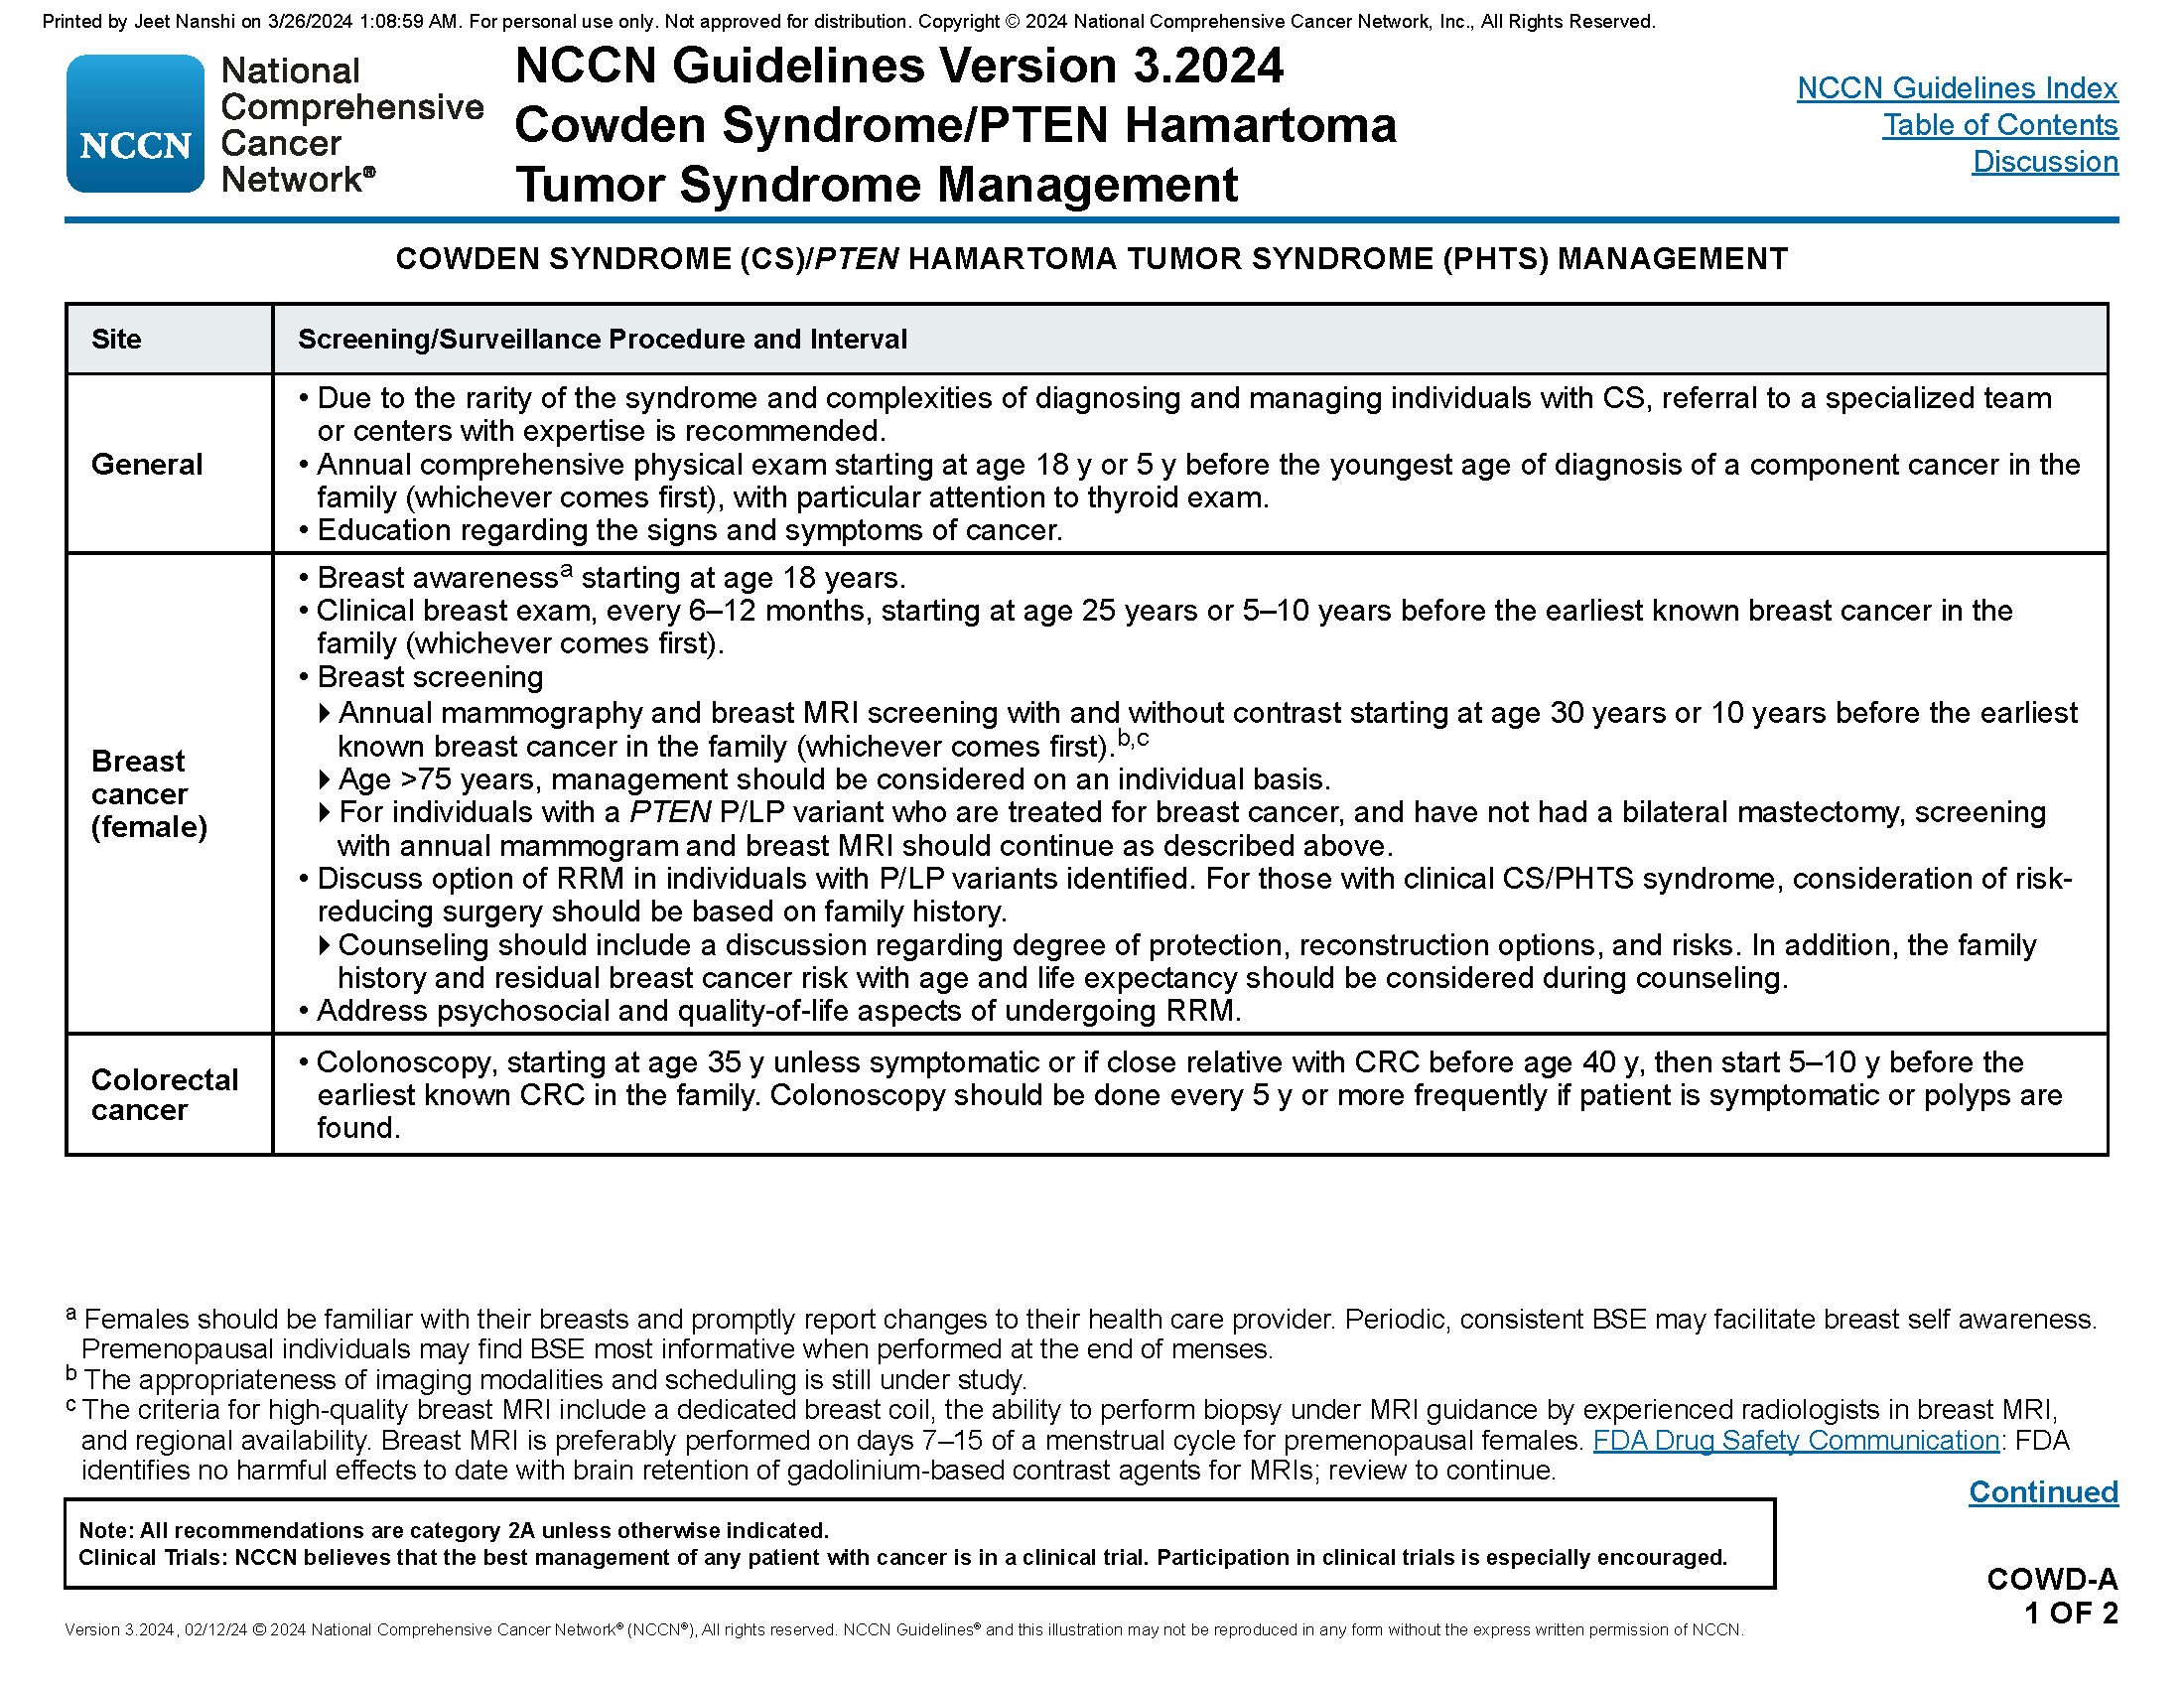 Printed by Jeet Nanshi on 3/26/2024 1:08:59 AM. For personal use only. Not approved for distribution. Copyright © 2024 National Comprehensive Cancer Network, Inc., All Rights Reserved.
NCCN
National
Comprehensive
Cancer
Network®
NCCN Guidelines Version 3.2024
Cowden Syndrome/PTEN Hamartoma
Tumor Syndrome Management
NCCN Guidelines Index
Table of Contents
Discussion
COWDEN SYNDROME (CS)/PTEN HAMARTOMA TUMOR SYNDROME (PHTS) MANAGEMENT
Site
Screening/Surveillance Procedure and Interval
General
• Due to the rarity of the syndrome and complexities of diagnosing and managing individuals with CS, referral to a specialized team
or centers with expertise is recommended.
• Annual comprehensive physical exam starting at age 18 y or 5 y before the youngest age of diagnosis of a component cancer in the
family (whichever comes first), with particular attention to thyroid exam.
• Education regarding the signs and symptoms of cancer.
Breast
cancer
(female)
• Breast awareness^a starting at age 18 years.
• Clinical breast exam, every 6–12 months, starting at age 25 years or 5–10 years before the earliest known breast cancer in the
family (whichever comes first).
• Breast screening
▸ Annual mammography and breast MRI screening with and without contrast starting at age 30 years or 10 years before the earliest
known breast cancer in the family (whichever comes first).^b,c
▸ Age >75 years, management should be considered on an individual basis.
▸ For individuals with a PTEN P/LP variant who are treated for breast cancer, and have not had a bilateral mastectomy, screening
with annual mammogram and breast MRI should continue as described above.
• Discuss option of RRM in individuals with P/LP variants identified. For those with clinical CS/PHTS syndrome, consideration of risk-
reducing surgery should be based on family history.
▸ Counseling should include a discussion regarding degree of protection, reconstruction options, and risks. In addition, the family
history and residual breast cancer risk with age and life expectancy should be considered during counseling.
• Address psychosocial and quality-of-life aspects of undergoing RRM.
Colorectal
cancer
• Colonoscopy, starting at age 35 y unless symptomatic or if close relative with CRC before age 40 y, then start 5–10 y before the
earliest known CRC in the family. Colonoscopy should be done every 5 y or more frequently if patient is symptomatic or polyps are
found.
^a Females should be familiar with their breasts and promptly report changes to their health care provider. Periodic, consistent BSE may facilitate breast self awareness.
Premenopausal individuals may find BSE most informative when performed at the end of menses.
^b The appropriateness of imaging modalities and scheduling is still under study.
^c The criteria for high-quality breast MRI include a dedicated breast coil, the ability to perform biopsy under MRI guidance by experienced radiologists in breast MRI,
and regional availability. Breast MRI is preferably performed on days 7–15 of a menstrual cycle for premenopausal females. FDA Drug Safety Communication: FDA
identifies no harmful effects to date with brain retention of gadolinium-based contrast agents for MRIs; review to continue.
Continued
Note: All recommendations are category 2A unless otherwise indicated.
Clinical Trials: NCCN believes that the best management of any patient with cancer is in a clinical trial. Participation in clinical trials is especially encouraged.
COWD-A
1 OF 2
Version 3.2024, 02/12/24 © 2024 National Comprehensive Cancer Network® (NCCN®), All rights reserved. NCCN Guidelines® and this illustration may not be reproduced in any form without the express written permission of NCCN.